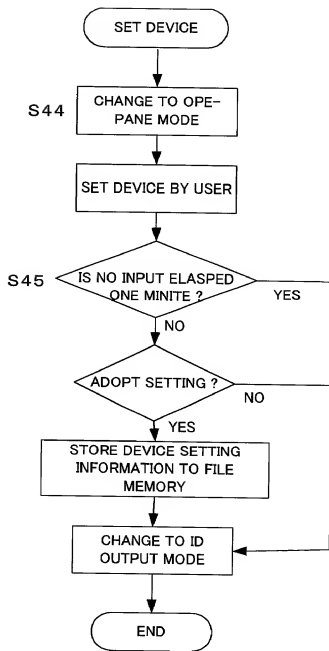 SET DEVICE
S44
CHANGE TO OPE-
PANE MODE
SET DEVICE BY USER
S45
IS NO INPUT ELASPED
ONE MINITE ?
YES
NO
ADOPT SETTING ?
NO
YES
STORE DEVICE SETTING
INFORMATION TO FILE
MEMORY
CHANGE TO ID
OUTPUT MODE
END